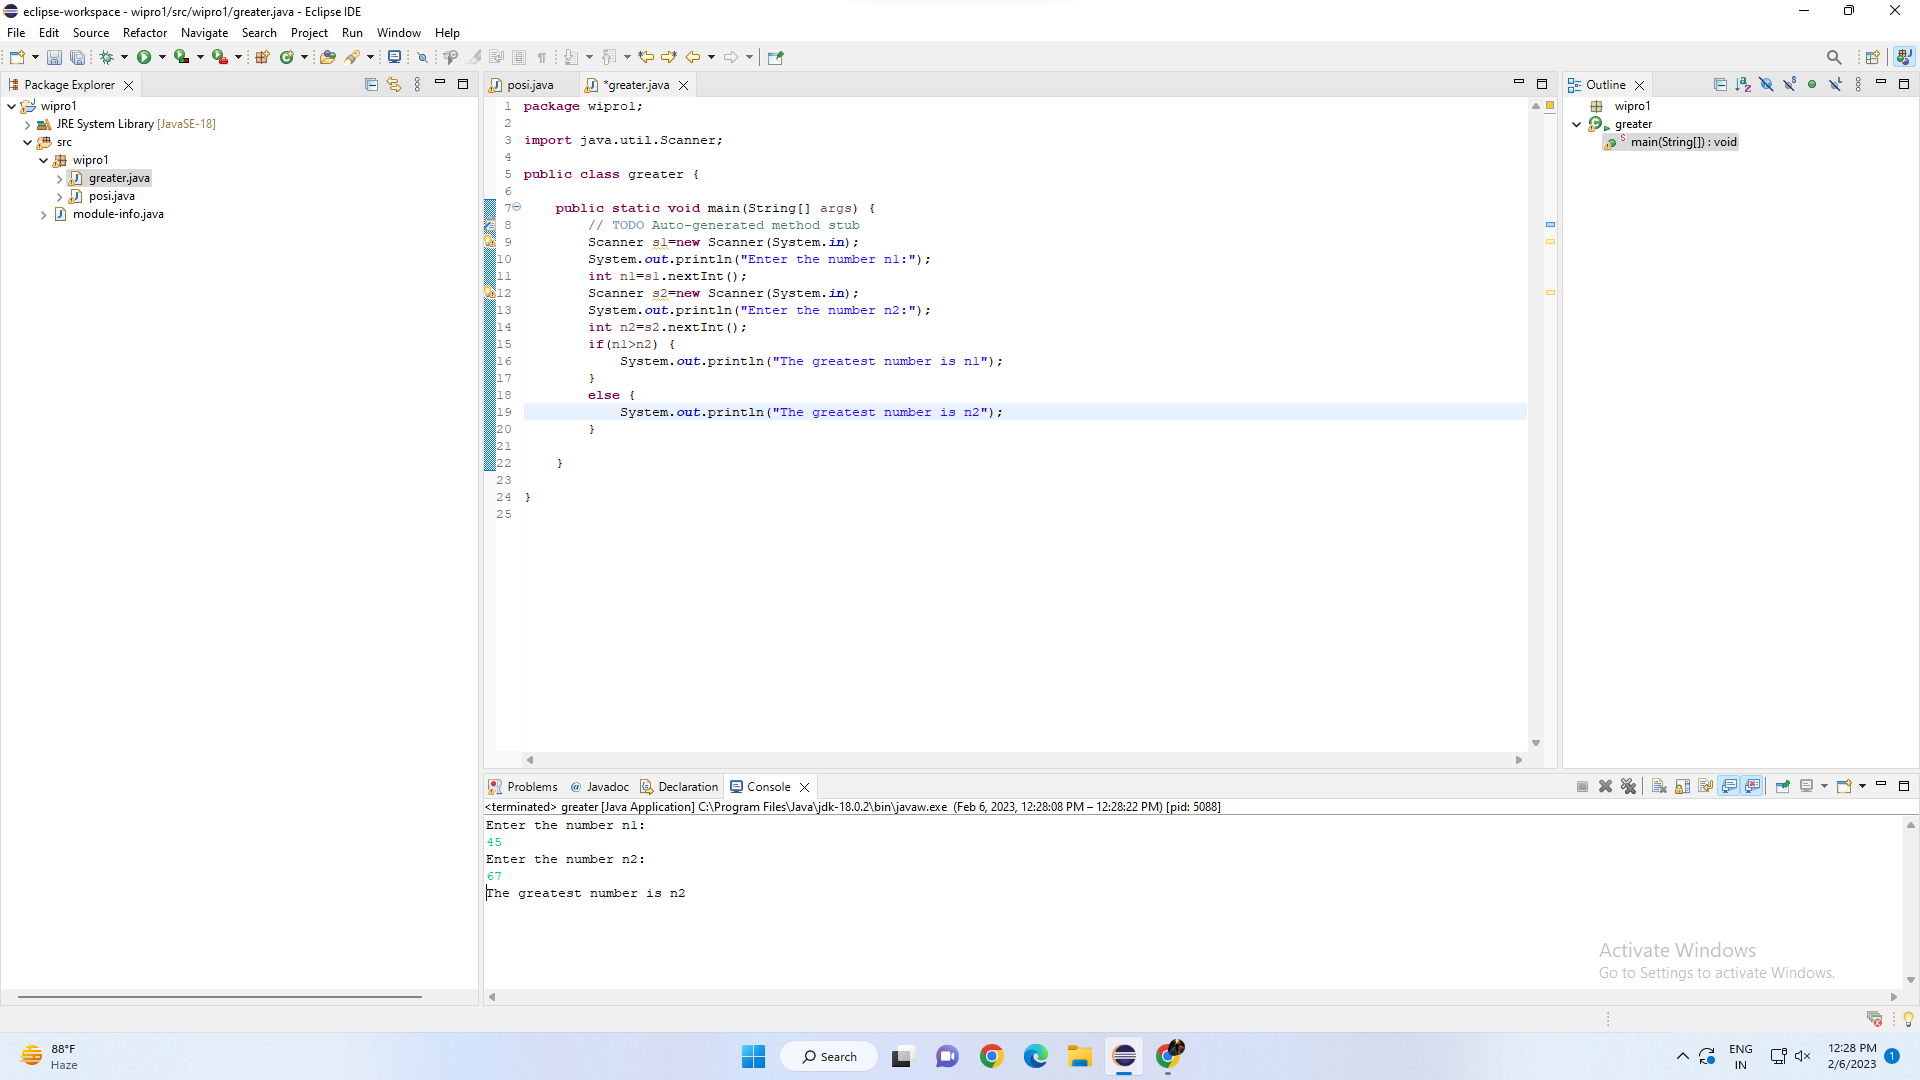 eclipse-workspace - wipro1/src/wipro1/greater.java - Eclipse IDE
File Edit Source Refactor Navigate Search Project Run Window Help
Package Explorer
wipro1
JRE System Library [JavaSE-18]
src
wipro1
greater.java
posi.java
module-info.java
posi.java *greater.java
1 package wipro1;
2
3 import java.util.Scanner;
4
5 public class greater {
6
7 public static void main(String[] args) {
8 // TODO Auto-generated method stub
9 Scanner s1=new Scanner(System.in);
10 System.out.println("Enter the number n1:");
11 int n1=s1.nextInt();
12 Scanner s2=new Scanner(System.in);
13 System.out.println("Enter the number n2:");
14 int n2=s2.nextInt();
15 if(n1>n2) {
16 System.out.println("The greatest number is n1");
17 }
18 else {
19 System.out.println("The greatest number is n2");
20 }
21
22 }
23
24 }
25
Outline
wipro1
greater
main(String[]) : void
Problems @ Javadoc Declaration Console
<terminated> greater [Java Application] C:\Program Files\Java\jdk-18.0.2\bin\javaw.exe (Feb 6, 2023, 12:28:08 PM – 12:28:22 PM) [pid: 5088]
Enter the number n1:
45
Enter the number n2:
67
The greatest number is n2
Activate Windows
Go to Settings to activate Windows.
88°F
Haze
Search
ENG
IN
12:28 PM
2/6/2023
1